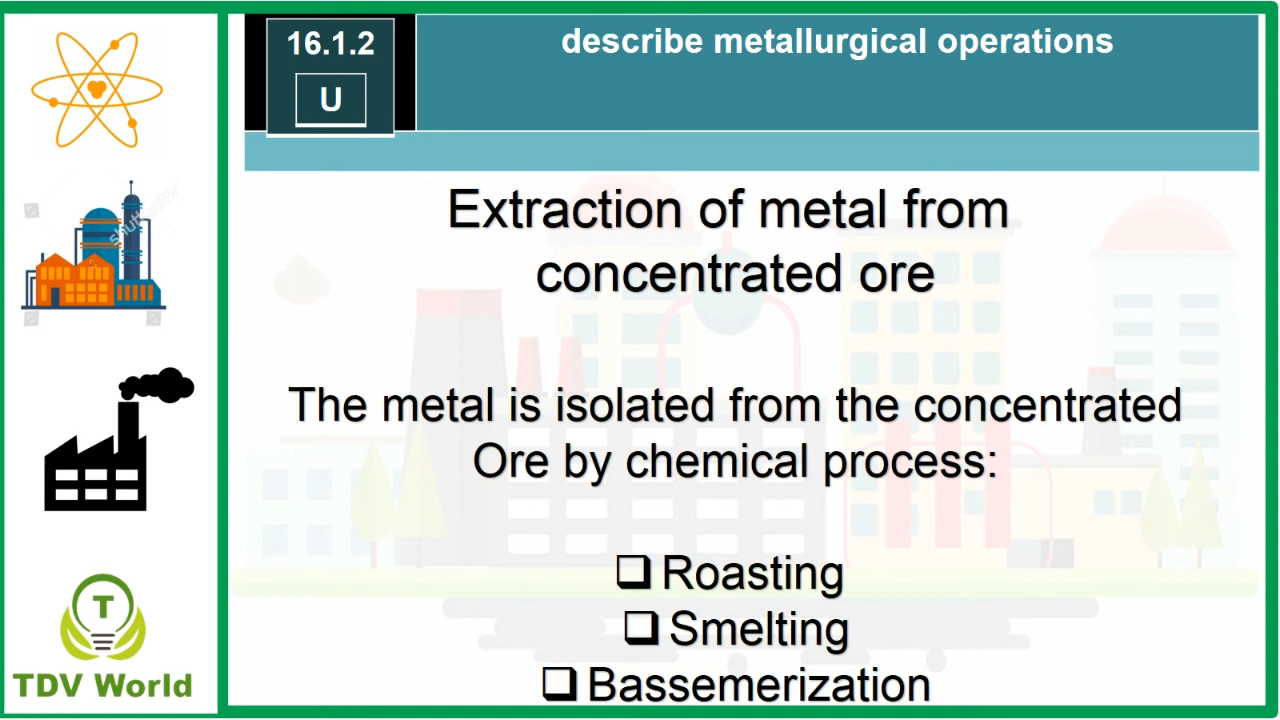 16.1.2
U
describe metallurgical operations
Extraction of metal from
concentrated ore
The metal is isolated from the concentrated
Ore by chemical process:
Roasting
Smelting
Bassemerization
T
TDV World